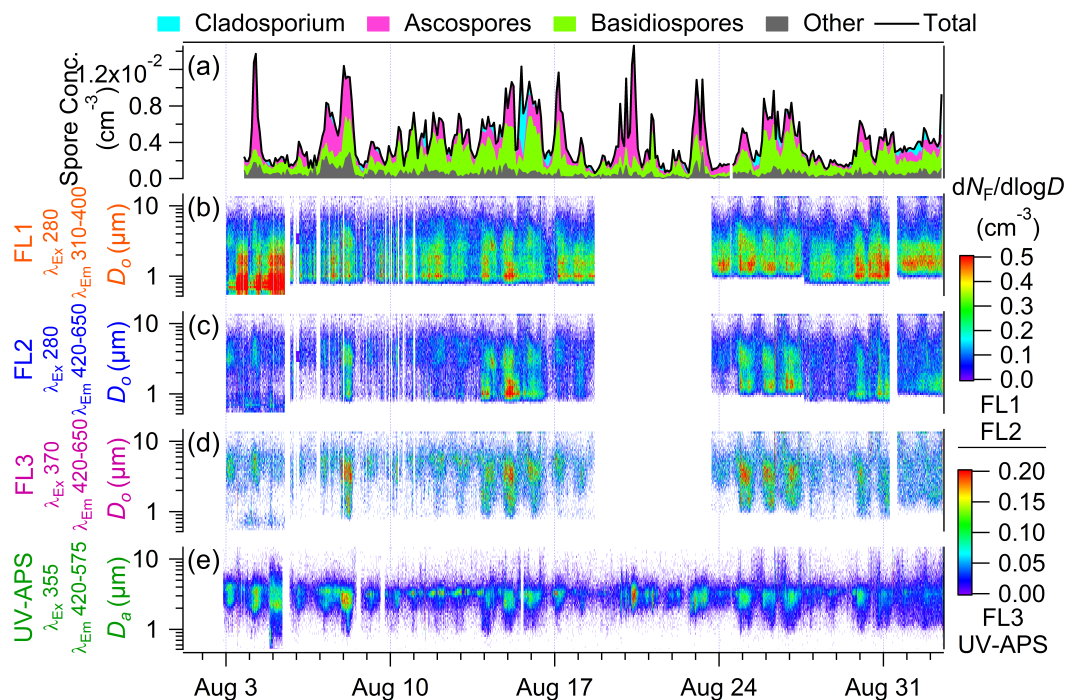 Cladosporium Ascospores Basidiospores Other Total
(a)
Spore Conc.
(cm⁻³)
1.2x10⁻²
0.8
0.4
0.0
(b)
FL1
λEx 280
λEm 310-400
Do (µm)
10
1
(c)
FL2
λEx 280
λEm 420-650
Do (µm)
10
1
(d)
FL3
λEx 370
λEm 420-650
Do (µm)
10
1
(e)
UV-APS
λEx 355
λEm 420-575
Da (µm)
10
1
dNF/dlogD
(cm⁻³)
0.5
0.4
0.3
0.2
0.1
0.0
FL1
FL2
0.20
0.15
0.10
0.05
0.00
FL3
UV-APS
Aug 3 Aug 10 Aug 17 Aug 24 Aug 31